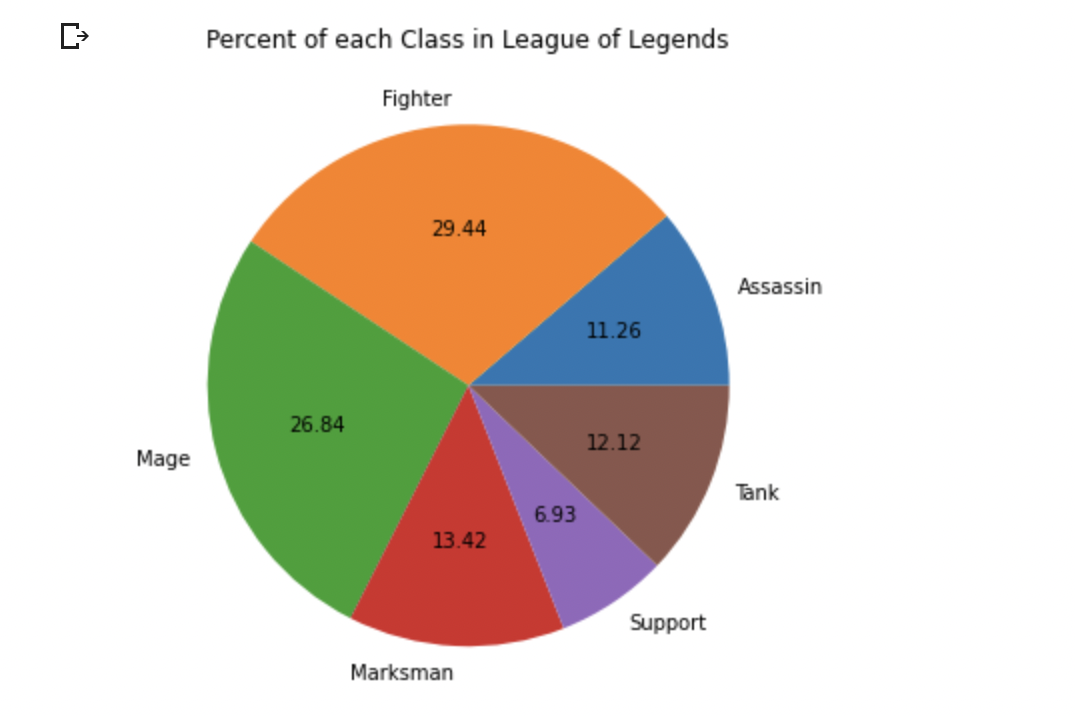 Percent of each Class in League of Legends
Fighter
29.44
Assassin
11.26
26.84
Mage
12.12
Tank
6.93
13.42
Support
Marksman